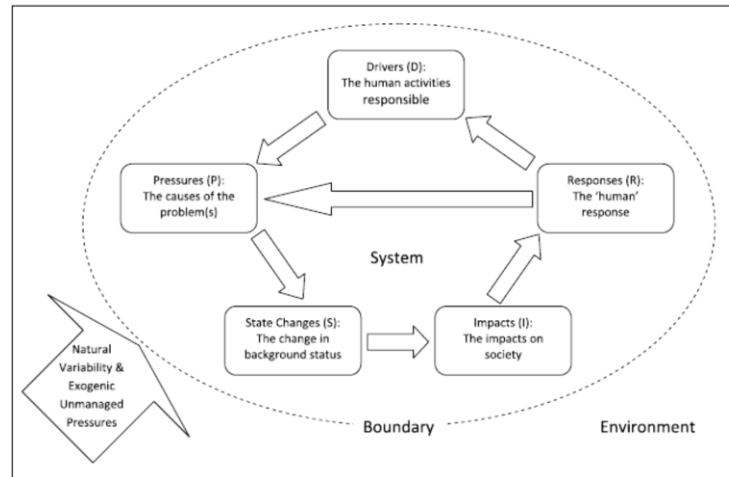 Drivers (D):
The human activities
responsible
Pressures (P):
The causes of the
problem(s)
Responses (R):
The ‘human’
response
System
State Changes (S):
The change in
background status
Impacts (I):
The impacts on
society
Natural
Variability &
Exogenic
Unmanaged
Pressures
Boundary
Environment